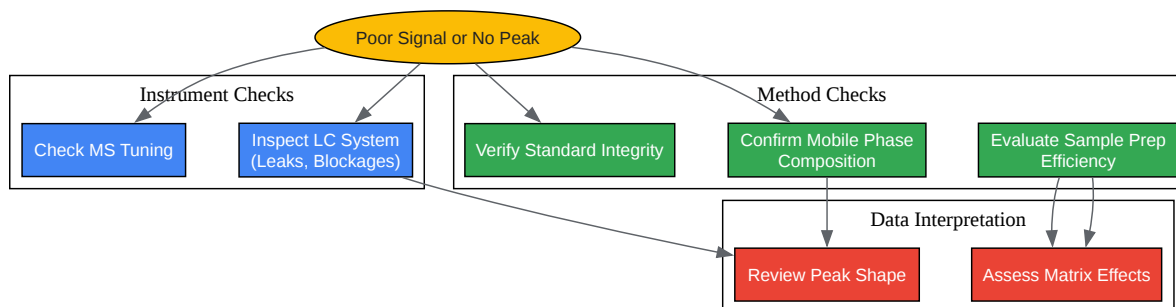 Poor Signal or No Peak
Instrument Checks
Method Checks
Check MS Tuning
Inspect LC System
(Leaks, Blockages)
Verify Standard Integrity
Confirm Mobile Phase
Composition
Evaluate Sample Prep
Efficiency
Data Interpretation
Review Peak Shape
Assess Matrix Effects